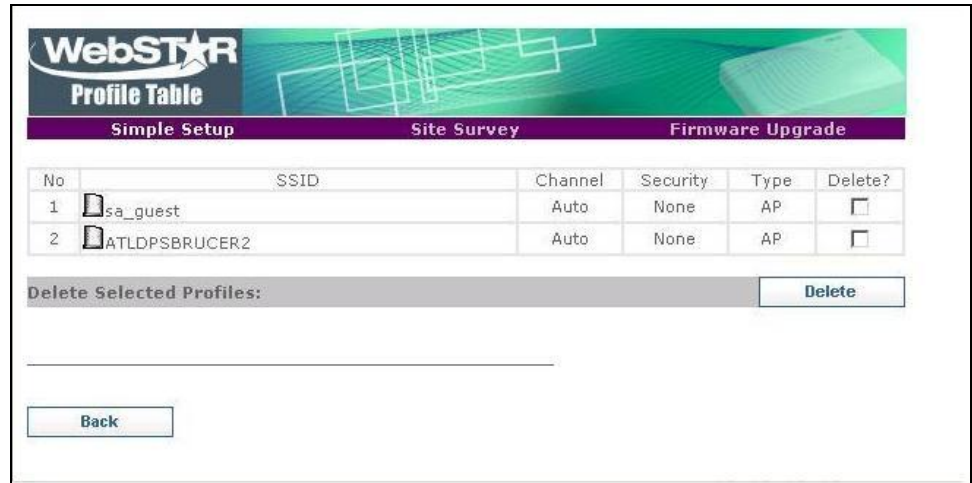 WebSTAR
Profile Table
Simple Setup Site Survey Firmware Upgrade
No SSID Channel Security Type Delete?
1 sa_guest Auto None AP
2 ATLDPSBRUCER2 Auto None AP
Delete Selected Profiles: Delete
Back